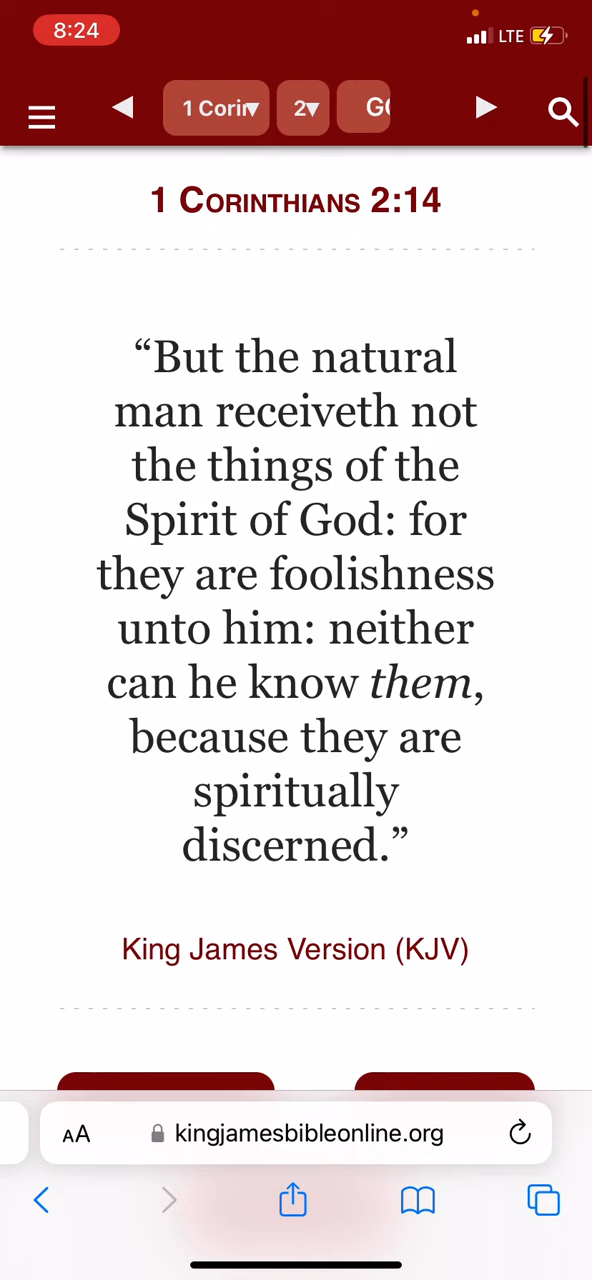 8:24
LTE
1 Corin
2
GO
1 Corinthians 2:14
“But the natural
man receiveth not
the things of the
Spirit of God: for
they are foolishness
unto him: neither
can he know them,
because they are
spiritually
discerned.”
King James Version (KJV)
AA
kingjamesbibleonline.org